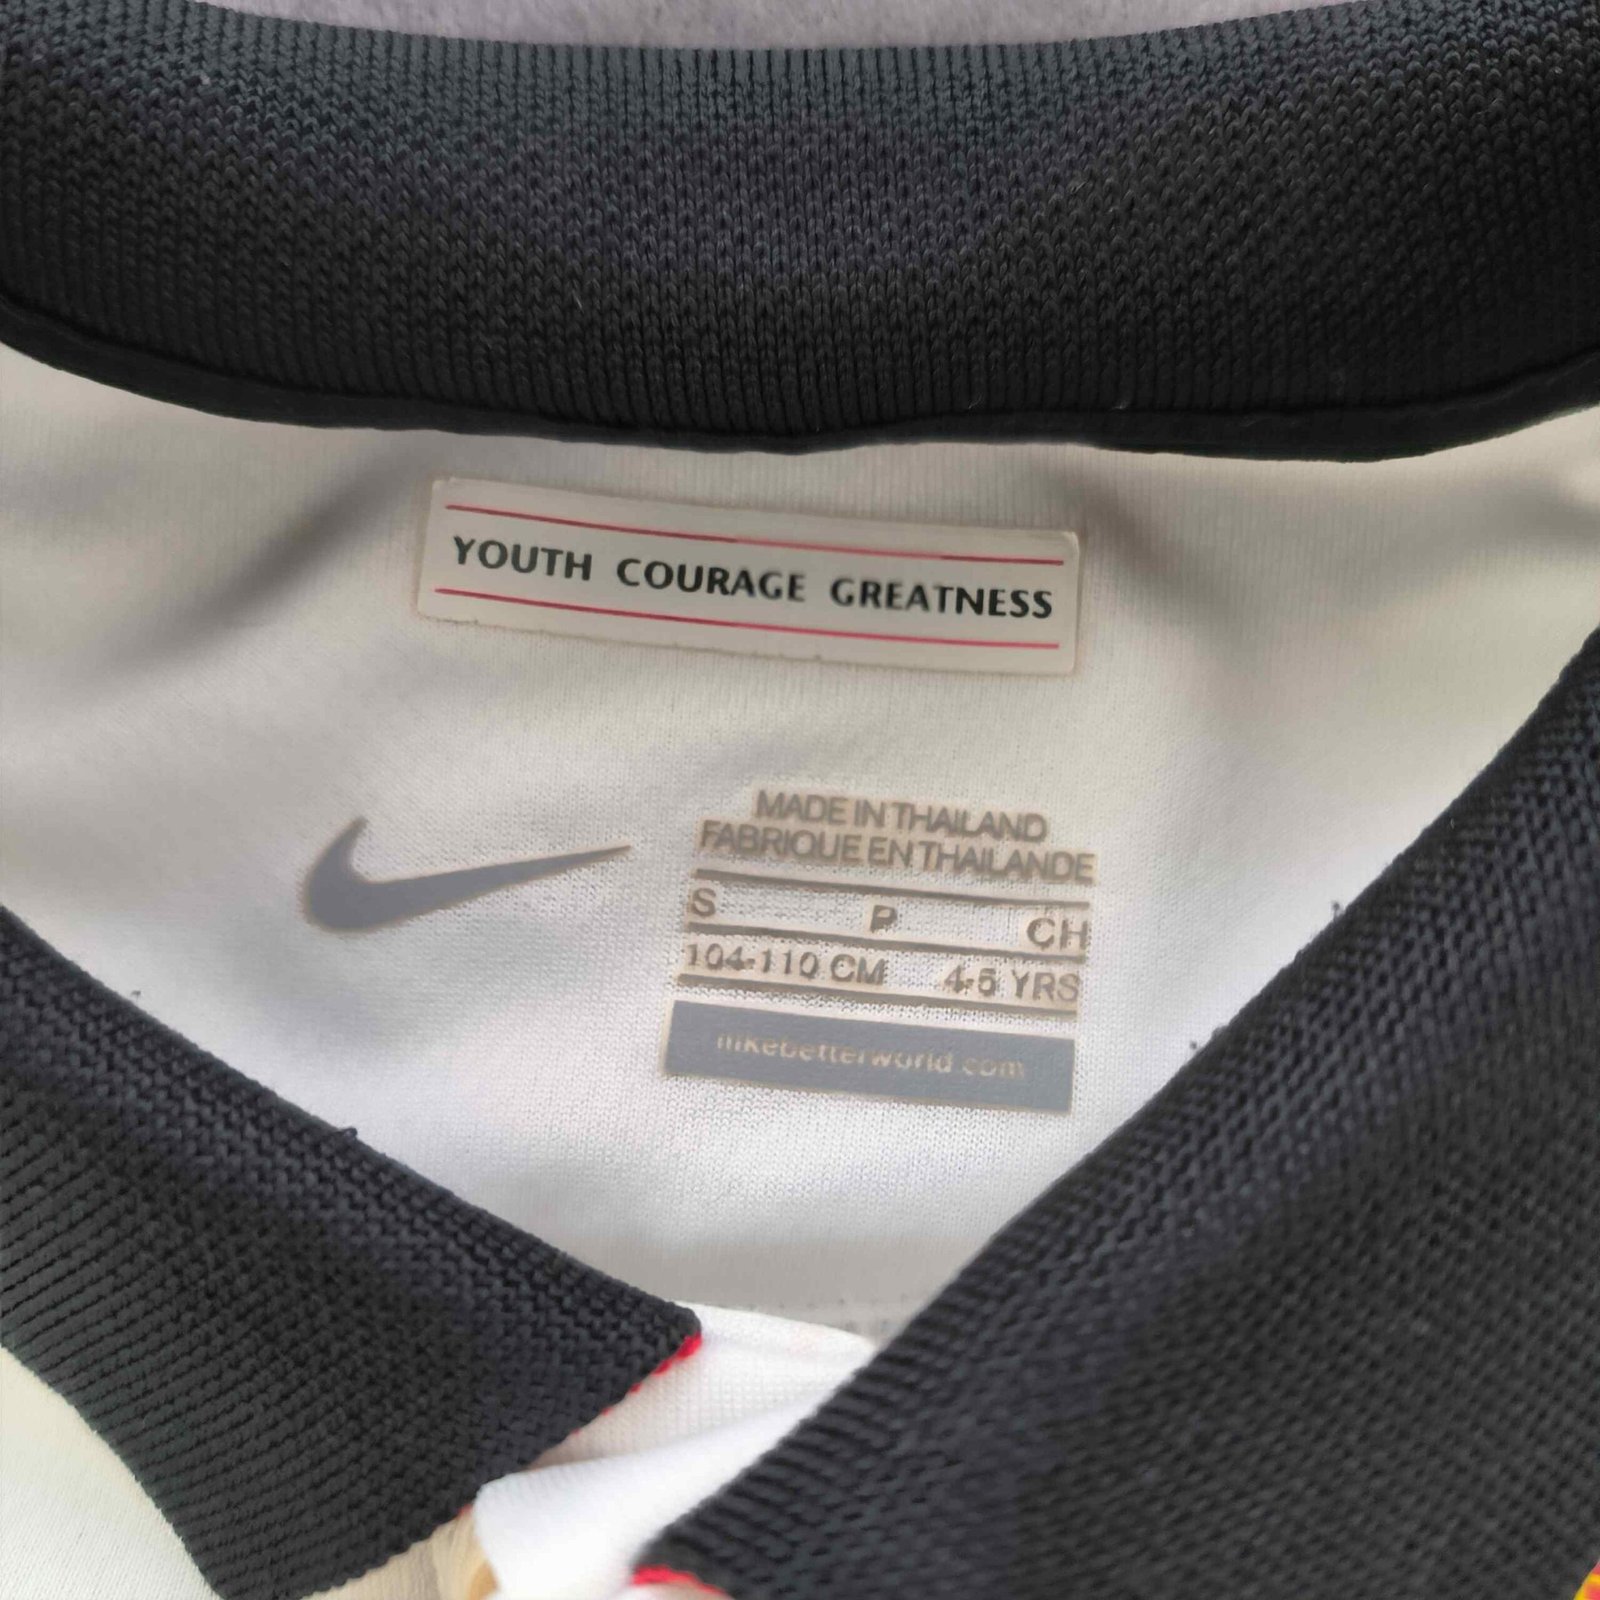 YOUTH COURAGE GREATNESS
MADE IN THAILAND
FABRIQUE EN THAILANDE
S P CH
104-110 CM 4-5 YRS
nikebetterworld.com